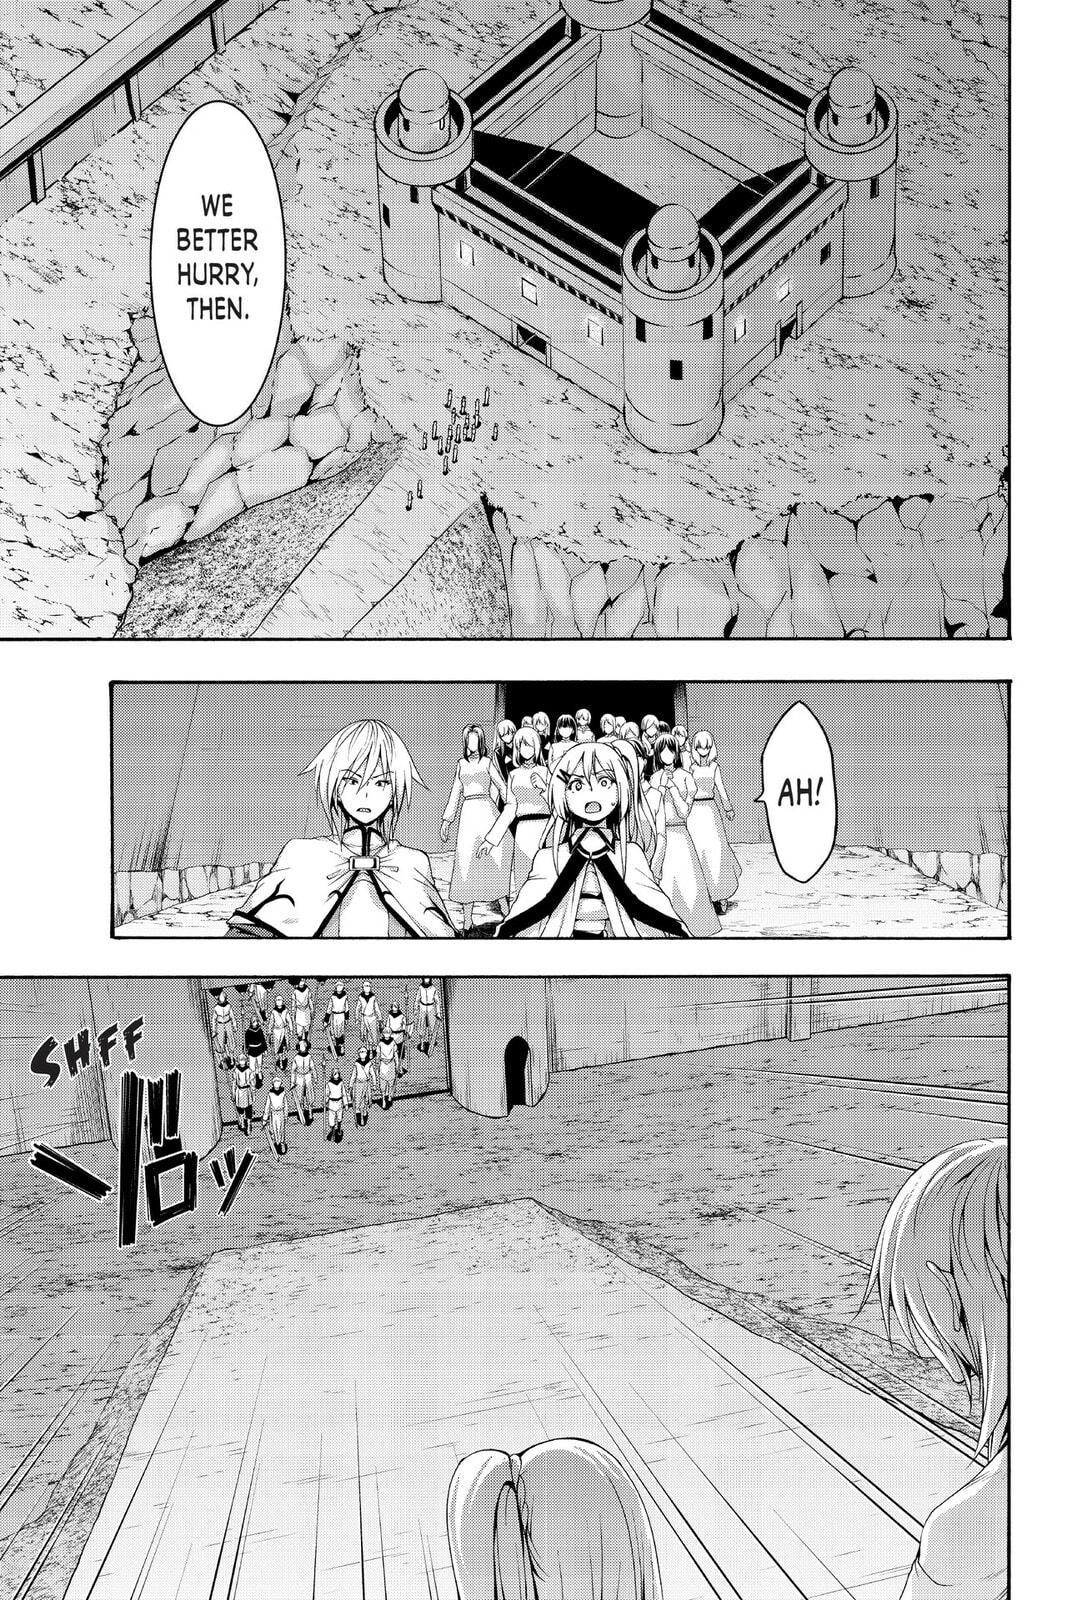 WE
BETTER
HURRY,
THEN.
AH!
SHFF
ゾロッ